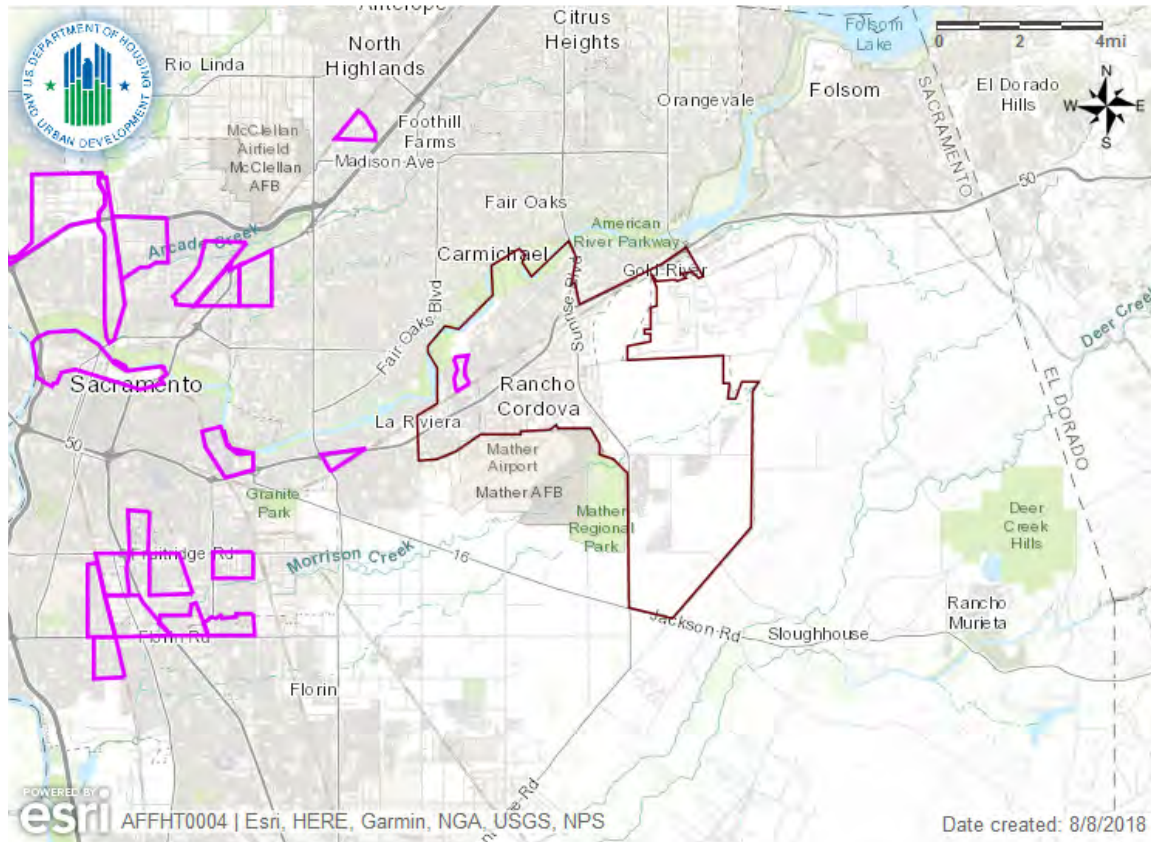 Antelope
Citrus
Heights
Folsom
Lake
0 2 4mi
North
Highlands
Rio Linda
U.S. DEPARTMENT OF HOUSING
AND URBAN DEVELOPMENT
Orangevale
Folsom
El Dorado
Hills
N
W E
S
SACRAMENTO
EL DORADO
McClellan
Airfield
McClellan
AFB
Foothill
Farms
Madison Ave
50
Fair Oaks
American
River Parkway
Arcade Creek
Carmichael
Gold River
Sunrise Blvd
Fair Oaks Blvd
Deer Creek
Sacramento
Rancho
Cordova
La Riviera
50
Mather
Airport
Mather AFB
Granite
Park
Mather
Regional
Park
Deer
Creek
Hills
Fruitridge Rd
Morrison Creek
16
Rancho
Murieta
Jackson Rd
Sloughhouse
Florin Rd
Florin
Rd
POWERED BY
esri
AFFHT0004 | Esri, HERE, Garmin, NGA, USGS, NPS
Date created: 8/8/2018